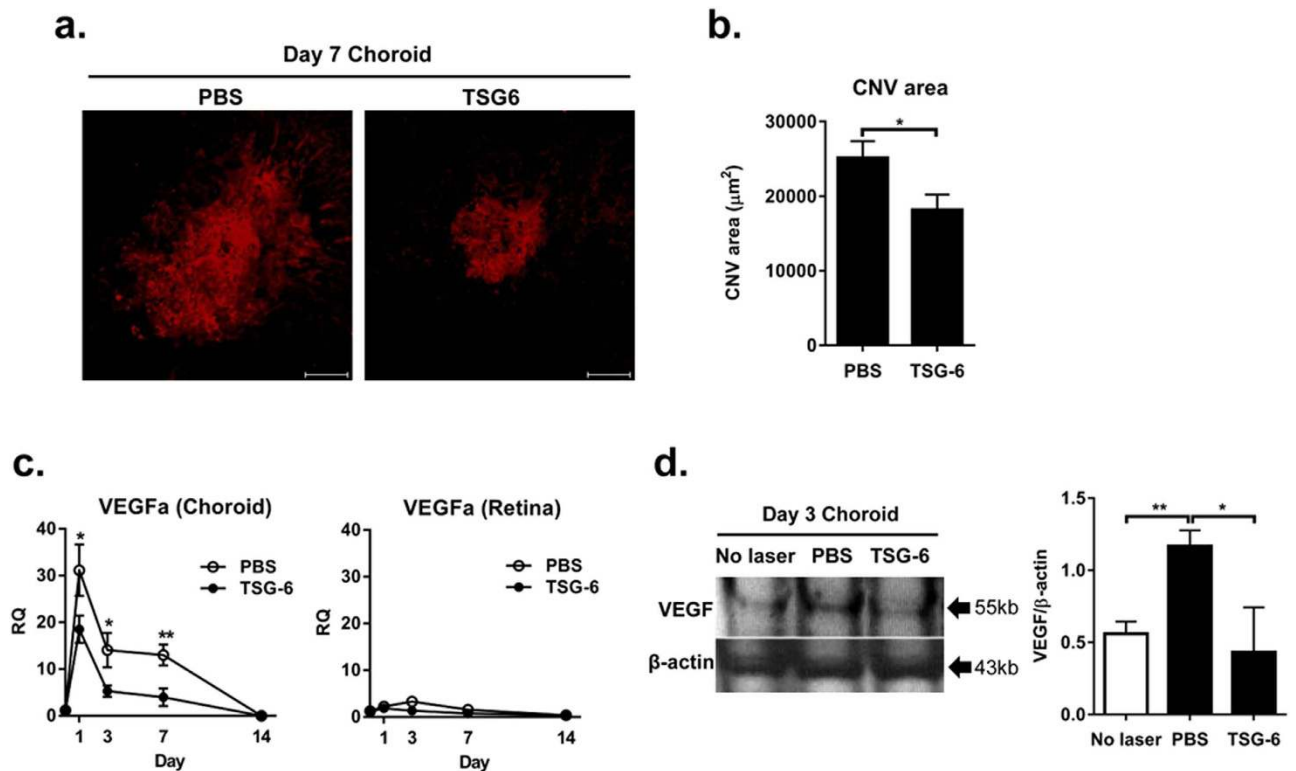 a.
Day 7 Choroid
PBS
TSG6
b.
CNV area
CNV area (μm²)
30000
20000
10000
0
*
PBS
TSG-6
c.
VEGFa (Choroid)
RQ
40
30
20
10
0
*
*
**
PBS
TSG-6
1 3 7 14
Day
VEGFa (Retina)
RQ
40
30
20
10
0
PBS
TSG-6
1 3 7 14
Day
d.
Day 3 Choroid
No laser PBS TSG-6
VEGF
55kb
β-actin
43kb
VEGF/β-actin
1.5
1.0
0.5
0.0
**
*
No laser PBS TSG-6